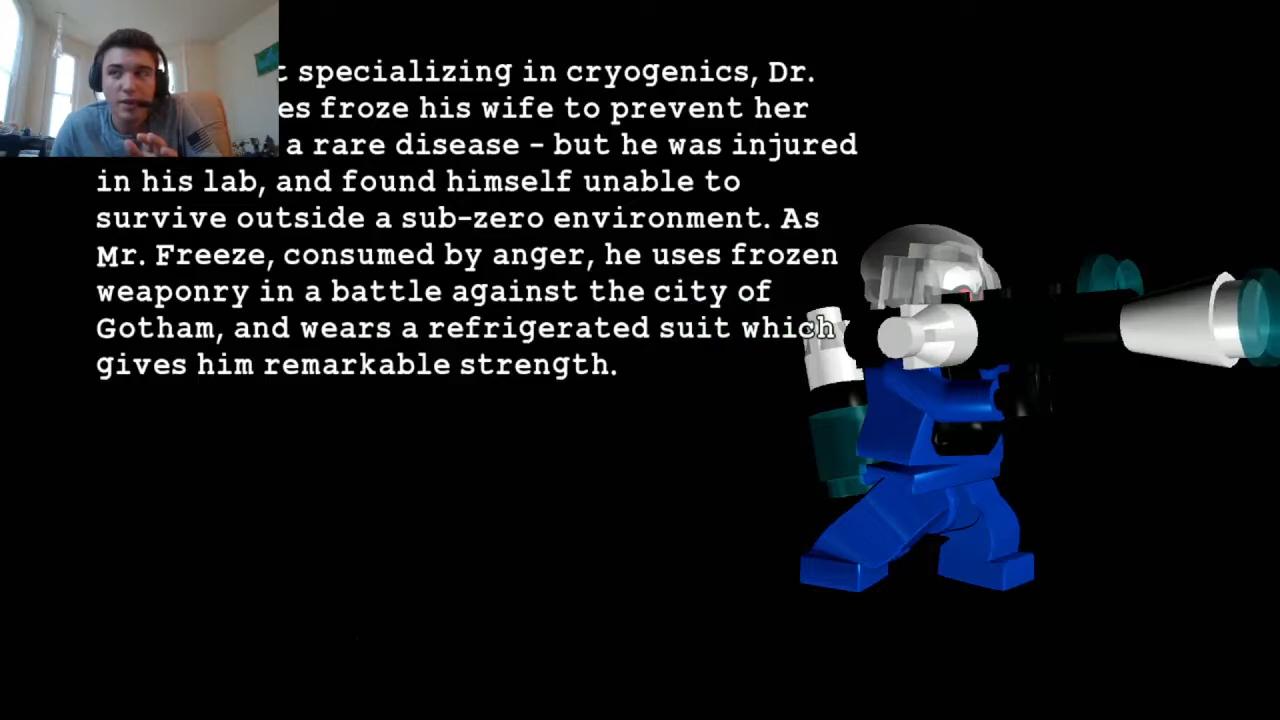 specializing in cryogenics, Dr.
froze his wife to prevent her
a rare disease - but he was injured
in his lab, and found himself unable to
survive outside a sub-zero environment. As
Mr. Freeze, consumed by anger, he uses frozen
weaponry in a battle against the city of
Gotham, and wears a refrigerated suit which
gives him remarkable strength.